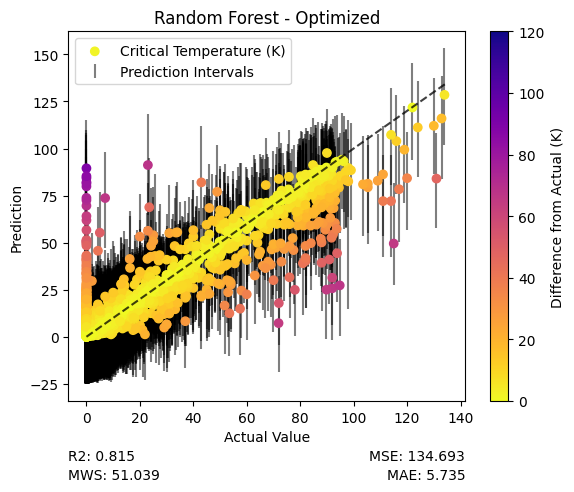 Random Forest - Optimized
Critical Temperature (K)
Prediction Intervals
150
125
100
75
50
25
0
−25
Prediction
0
20
40
60
80
100
120
140
Actual Value
120
100
80
60
40
20
0
Difference from Actual (K)
R2: 0.815
MSE: 134.693
MWS: 51.039
MAE: 5.735